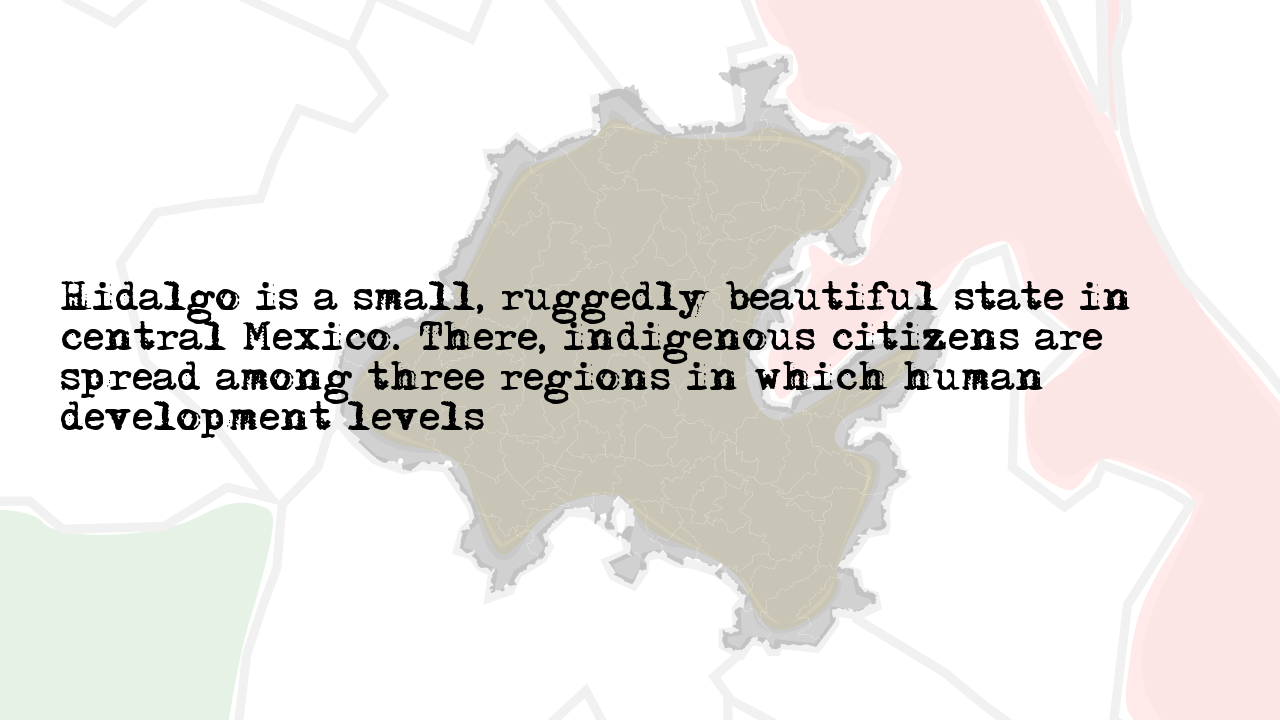 Hidalgo is a small, ruggedly beautiful state in
central Mexico. There, indigenous citizens are
spread among three regions in which human
development levels